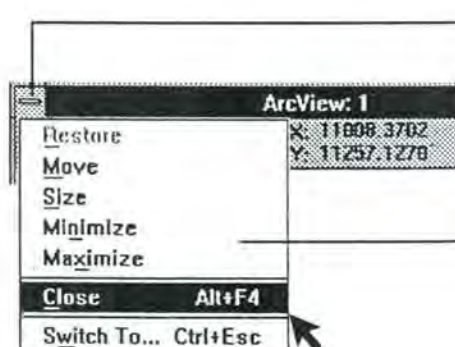 ArcView: 1
X: 11008.3702
Y: 11257.1270
Restore
Move
Size
Minimize
Maximize
Close Alt+F4
Switch To... Ctrl+Esc